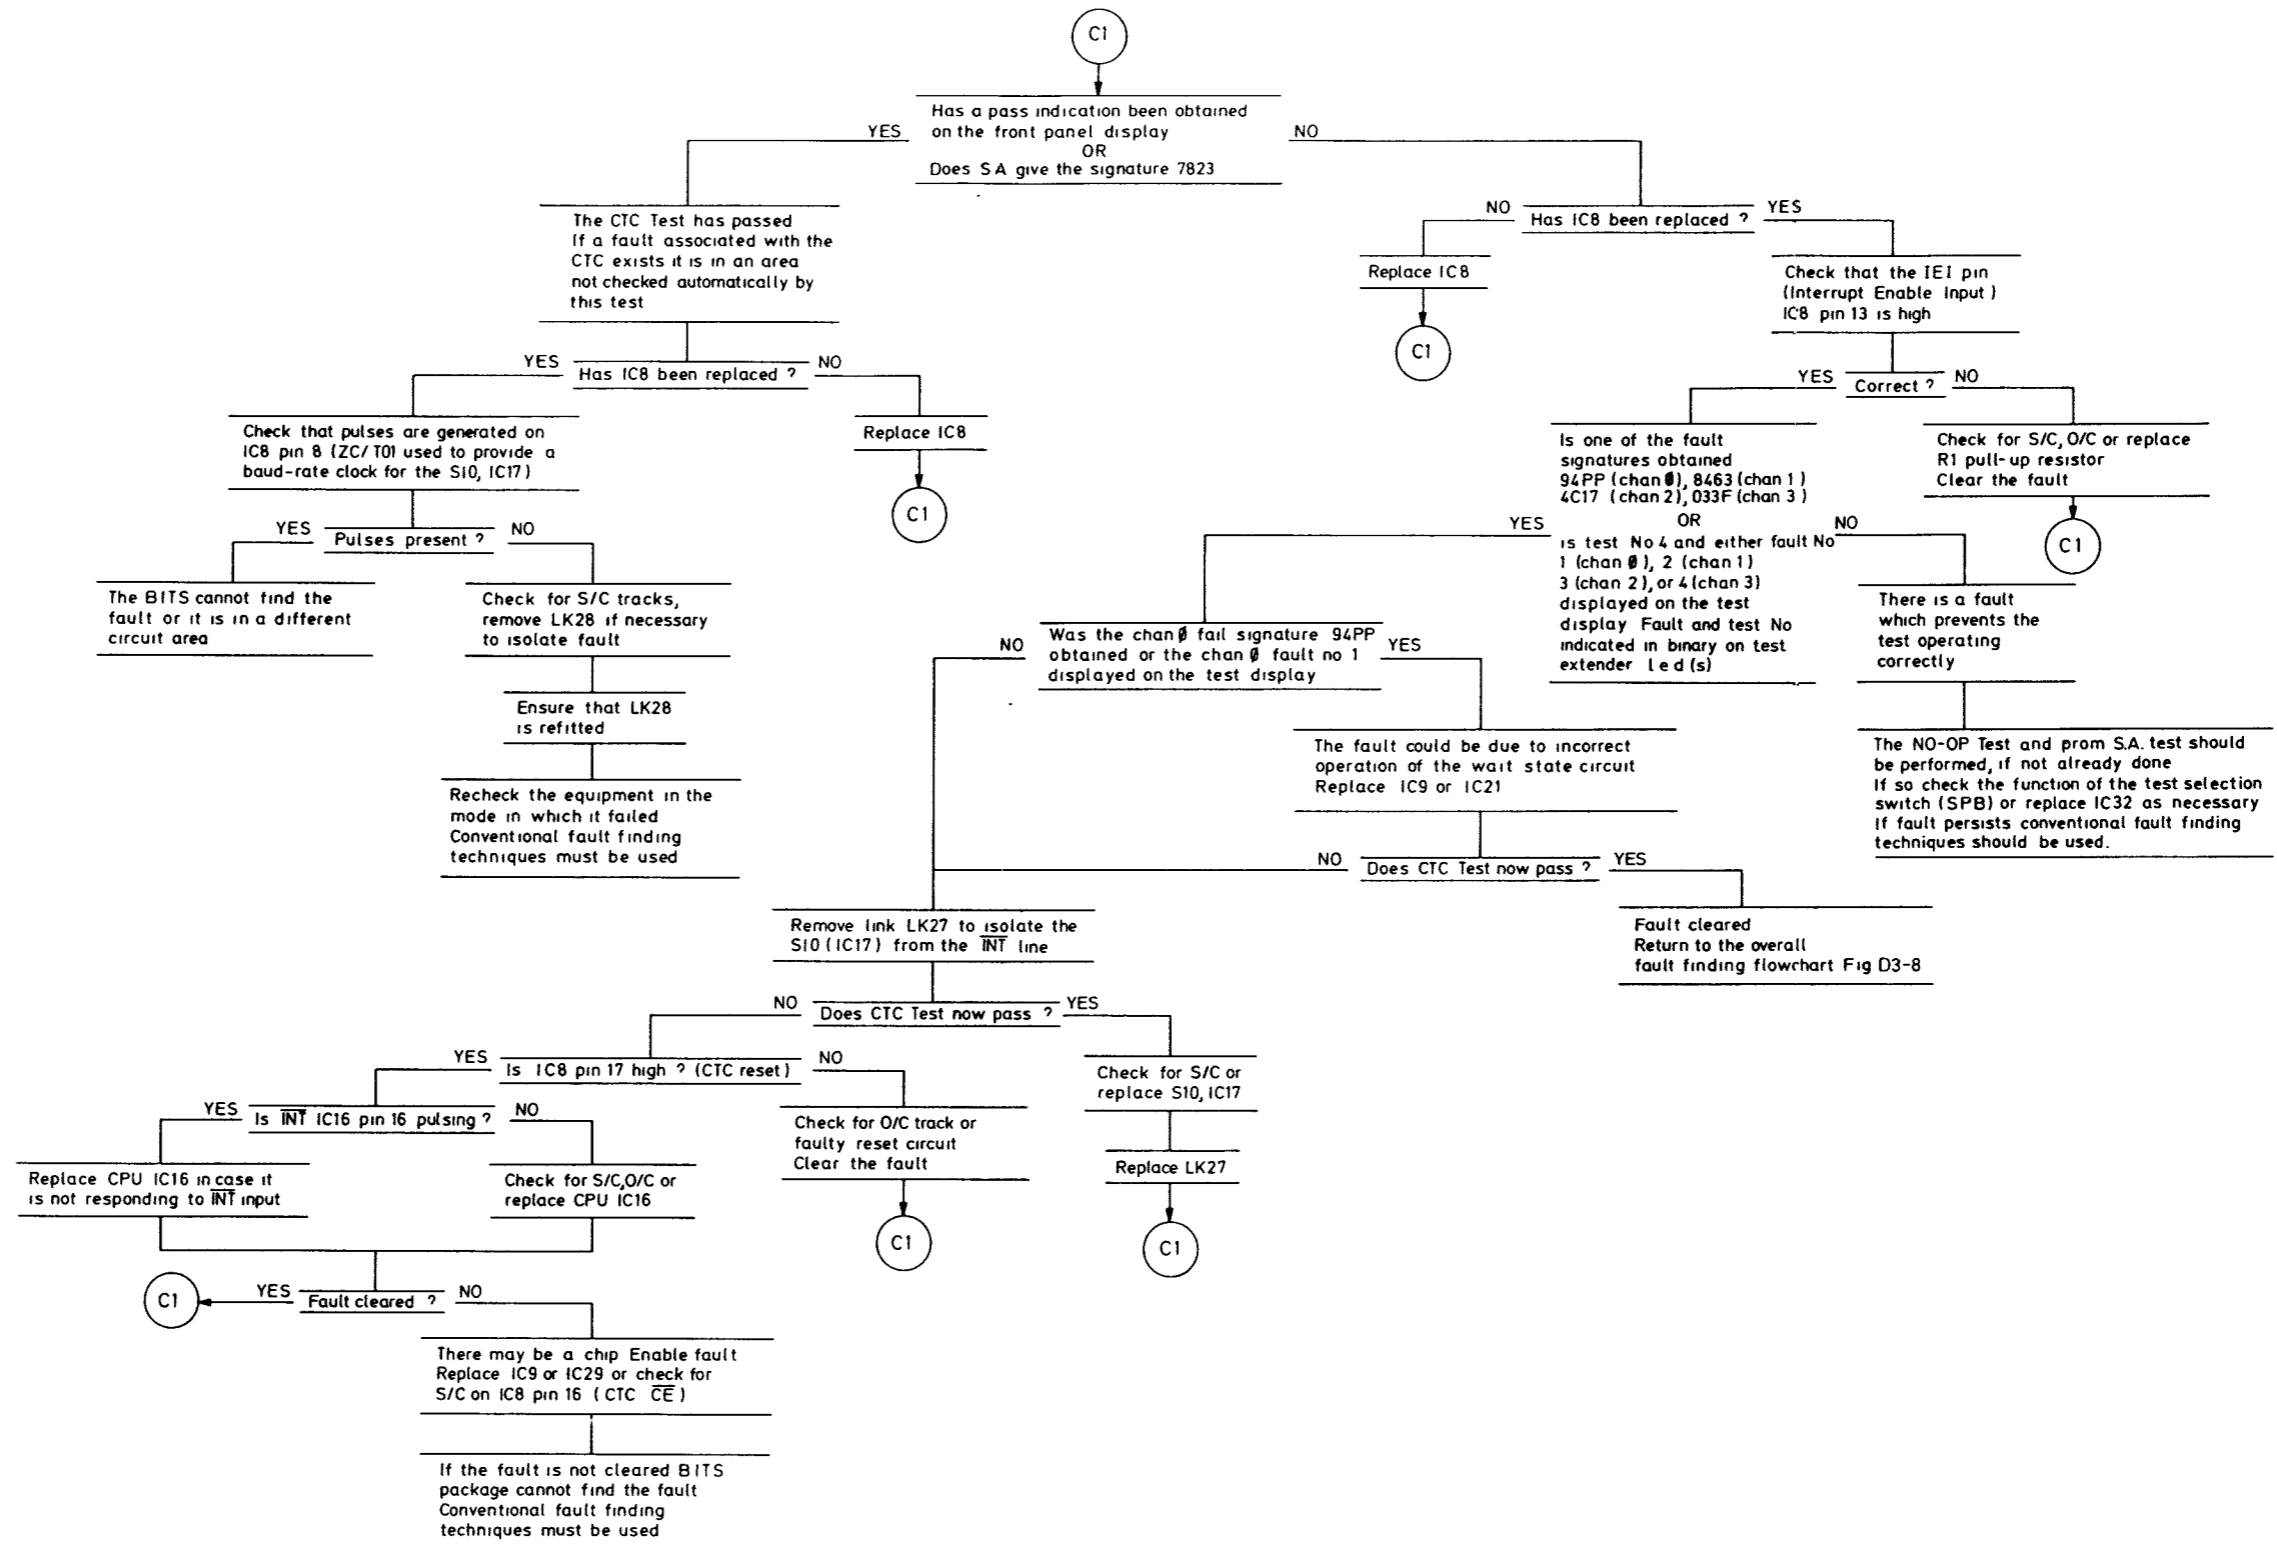 C1
Has a pass indication been obtained
on the front panel display
OR
Does S A give the signature 7823
YES
NO
The CTC Test has passed
If a fault associated with the
CTC exists it is in an area
not checked automatically by
this test
NO
Has IC8 been replaced ?
YES
Replace IC8
C1
Check that the IEI pin
(Interrupt Enable Input)
IC8 pin 13 is high
YES
Has IC8 been replaced ?
NO
YES
Correct ?
NO
Check that pulses are generated on
IC8 pin 8 (ZC/TO1 used to provide a
baud-rate clock for the SIO, IC17)
Replace IC8
C1
Is one of the fault
signatures obtained
94PP (chan 0), 8463 (chan 1)
4C17 (chan 2), 033F (chan 3)
OR
is test No 4 and either fault No
1 (chan 0), 2 (chan 1)
3 (chan 2), or 4 (chan 3)
displayed on the test
display Fault and test No
indicated in binary on test
extender l e d (s)
Check for S/C, O/C or replace
R1 pull-up resistor
Clear the fault
C1
YES
Pulses present ?
NO
YES
NO
The BITS cannot find the
fault or it is in a different
circuit area
Check for S/C tracks,
remove LK28 if necessary
to isolate fault
Ensure that LK28
is refitted
Recheck the equipment in the
mode in which it failed
Conventional fault finding
techniques must be used
There is a fault
which prevents the
test operating
correctly
NO
Was the chan 0 fail signature 94PP
obtained or the chan 0 fault no 1
displayed on the test display
YES
The fault could be due to incorrect
operation of the wait state circuit
Replace IC9 or IC21
The NO-OP Test and prom S.A. test should
be performed, if not already done
If so check the function of the test selection
switch (SPB) or replace IC32 as necessary
If fault persists conventional fault finding
techniques should be used.
NO
Does CTC Test now pass ?
YES
Remove link LK27 to isolate the
SIO (IC17) from the INT line
Fault cleared
Return to the overall
fault finding flowchart Fig D3-8
NO
Does CTC Test now pass ?
YES
YES
Is IC8 pin 17 high ? (CTC reset)
NO
Check for S/C or
replace SIO, IC17
Replace LK27
C1
YES
Is INT IC16 pin 16 pulsing ?
NO
Check for O/C track or
faulty reset circuit
Clear the fault
C1
Replace CPU IC16 in case it
is not responding to INT input
Check for S/C,O/C or
replace CPU IC16
C1
YES
Fault cleared ?
NO
There may be a chip Enable fault
Replace IC9 or IC29 or check for
S/C on IC8 pin 16 (CTC CE)
If the fault is not cleared BITS
package cannot find the fault
Conventional fault finding
techniques must be used